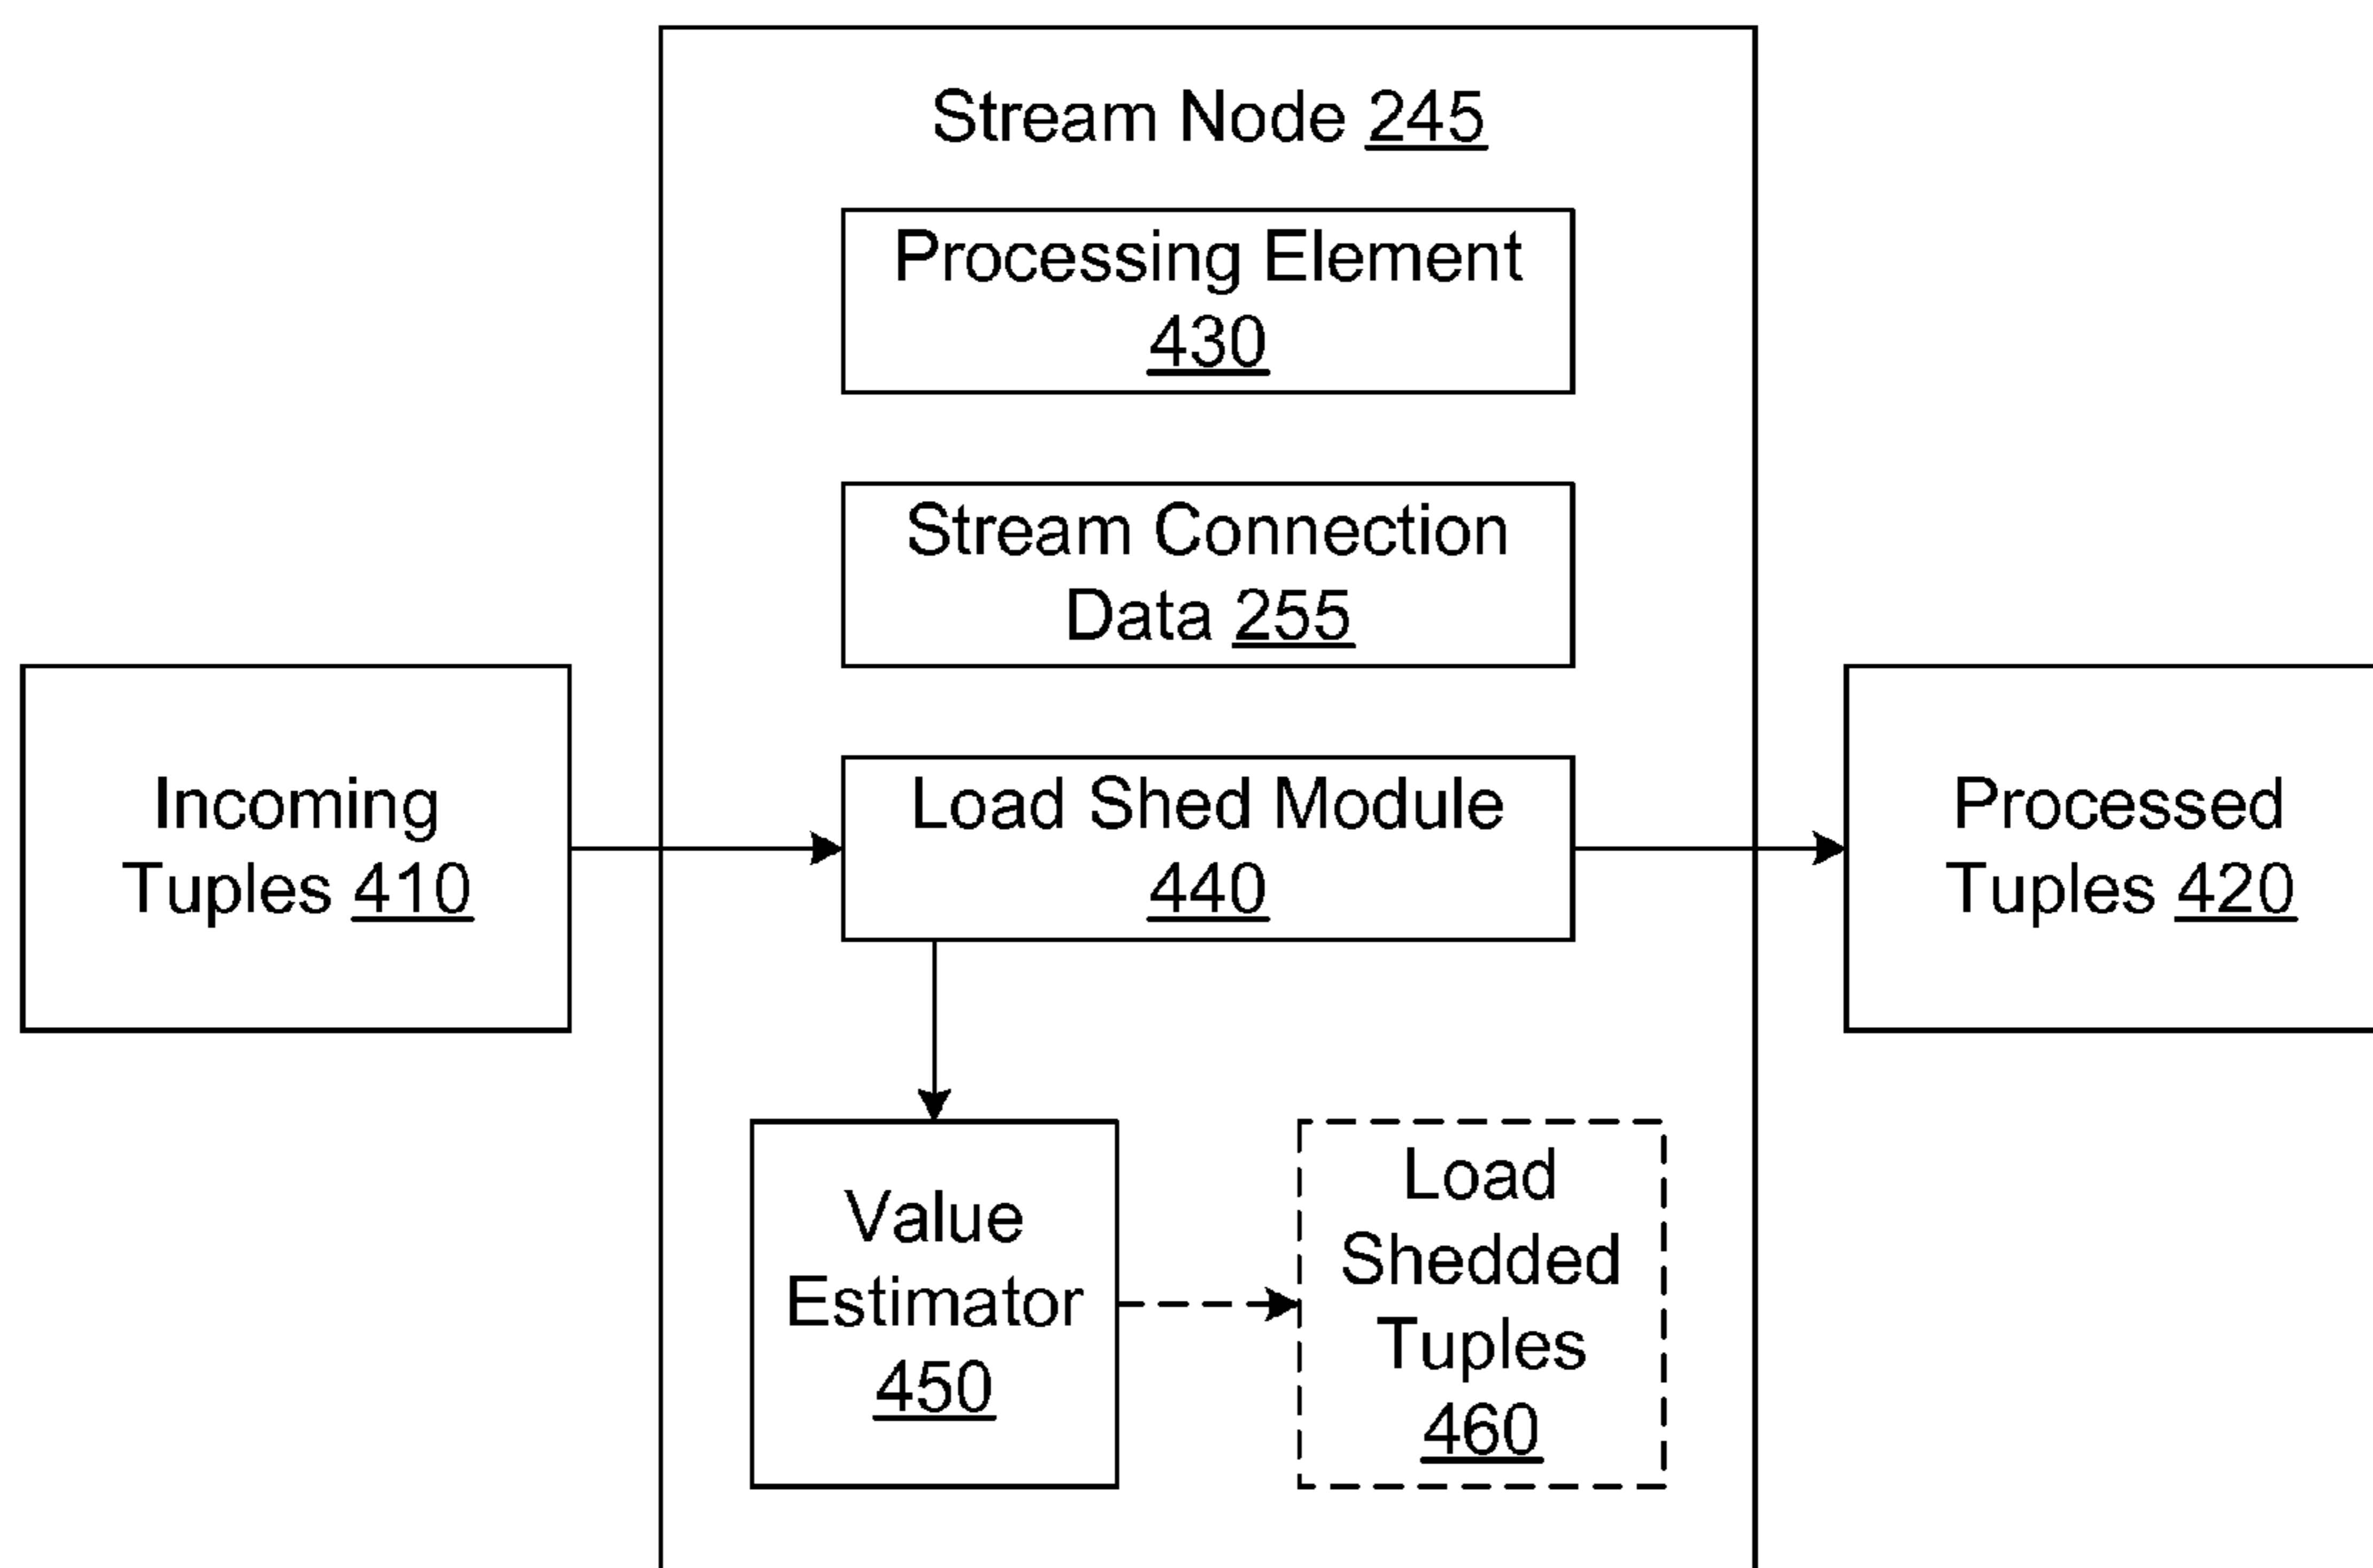 Stream Node 245
Processing Element
430
Stream Connection
Data 255
Incoming
Tuples 410
Load Shed Module
440
Processed
Tuples 420
Value
Estimator
450
Load
Shedded
Tuples
460